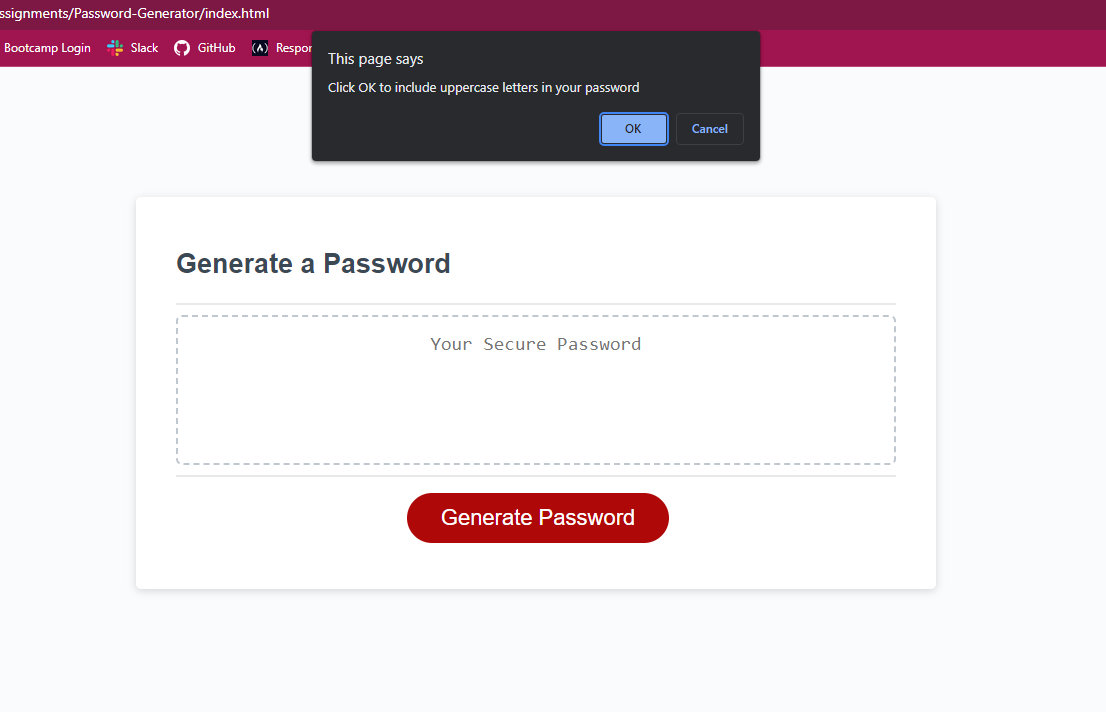 ssignments/Password-Generator/index.html
Bootcamp Login Slack GitHub Respon
This page says
Click OK to include uppercase letters in your password
OK Cancel
Generate a Password
Your Secure Password
Generate Password